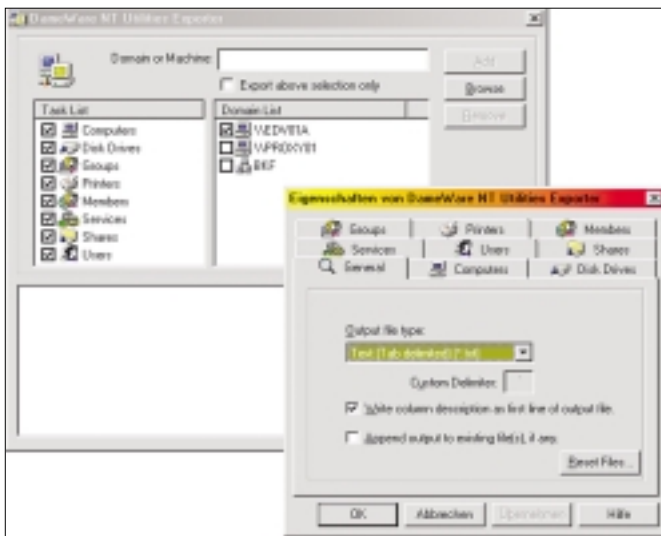 DameWare NT Utilities Exporter
Domain or Machine:
Add
Export above selection only
Browse
Remove
Task List
Domain List
Computers
Disk Drives
Groups
Printers
Members
Services
Shares
Users
\\EDV01A
\\PROXY01
BKF
Eigenschaften von DameWare NT Utilities Exporter
Groups
Printers
Members
Services
Users
Shares
General
Computers
Disk Drives
Output file type:
Text (Tab delimited) (*.txt)
Custom Delimiter:
Write column description as first line of output file.
Append output to existing file(s), if any.
Reset Files...
OK
Abbrechen
Übernehmen
Hilfe